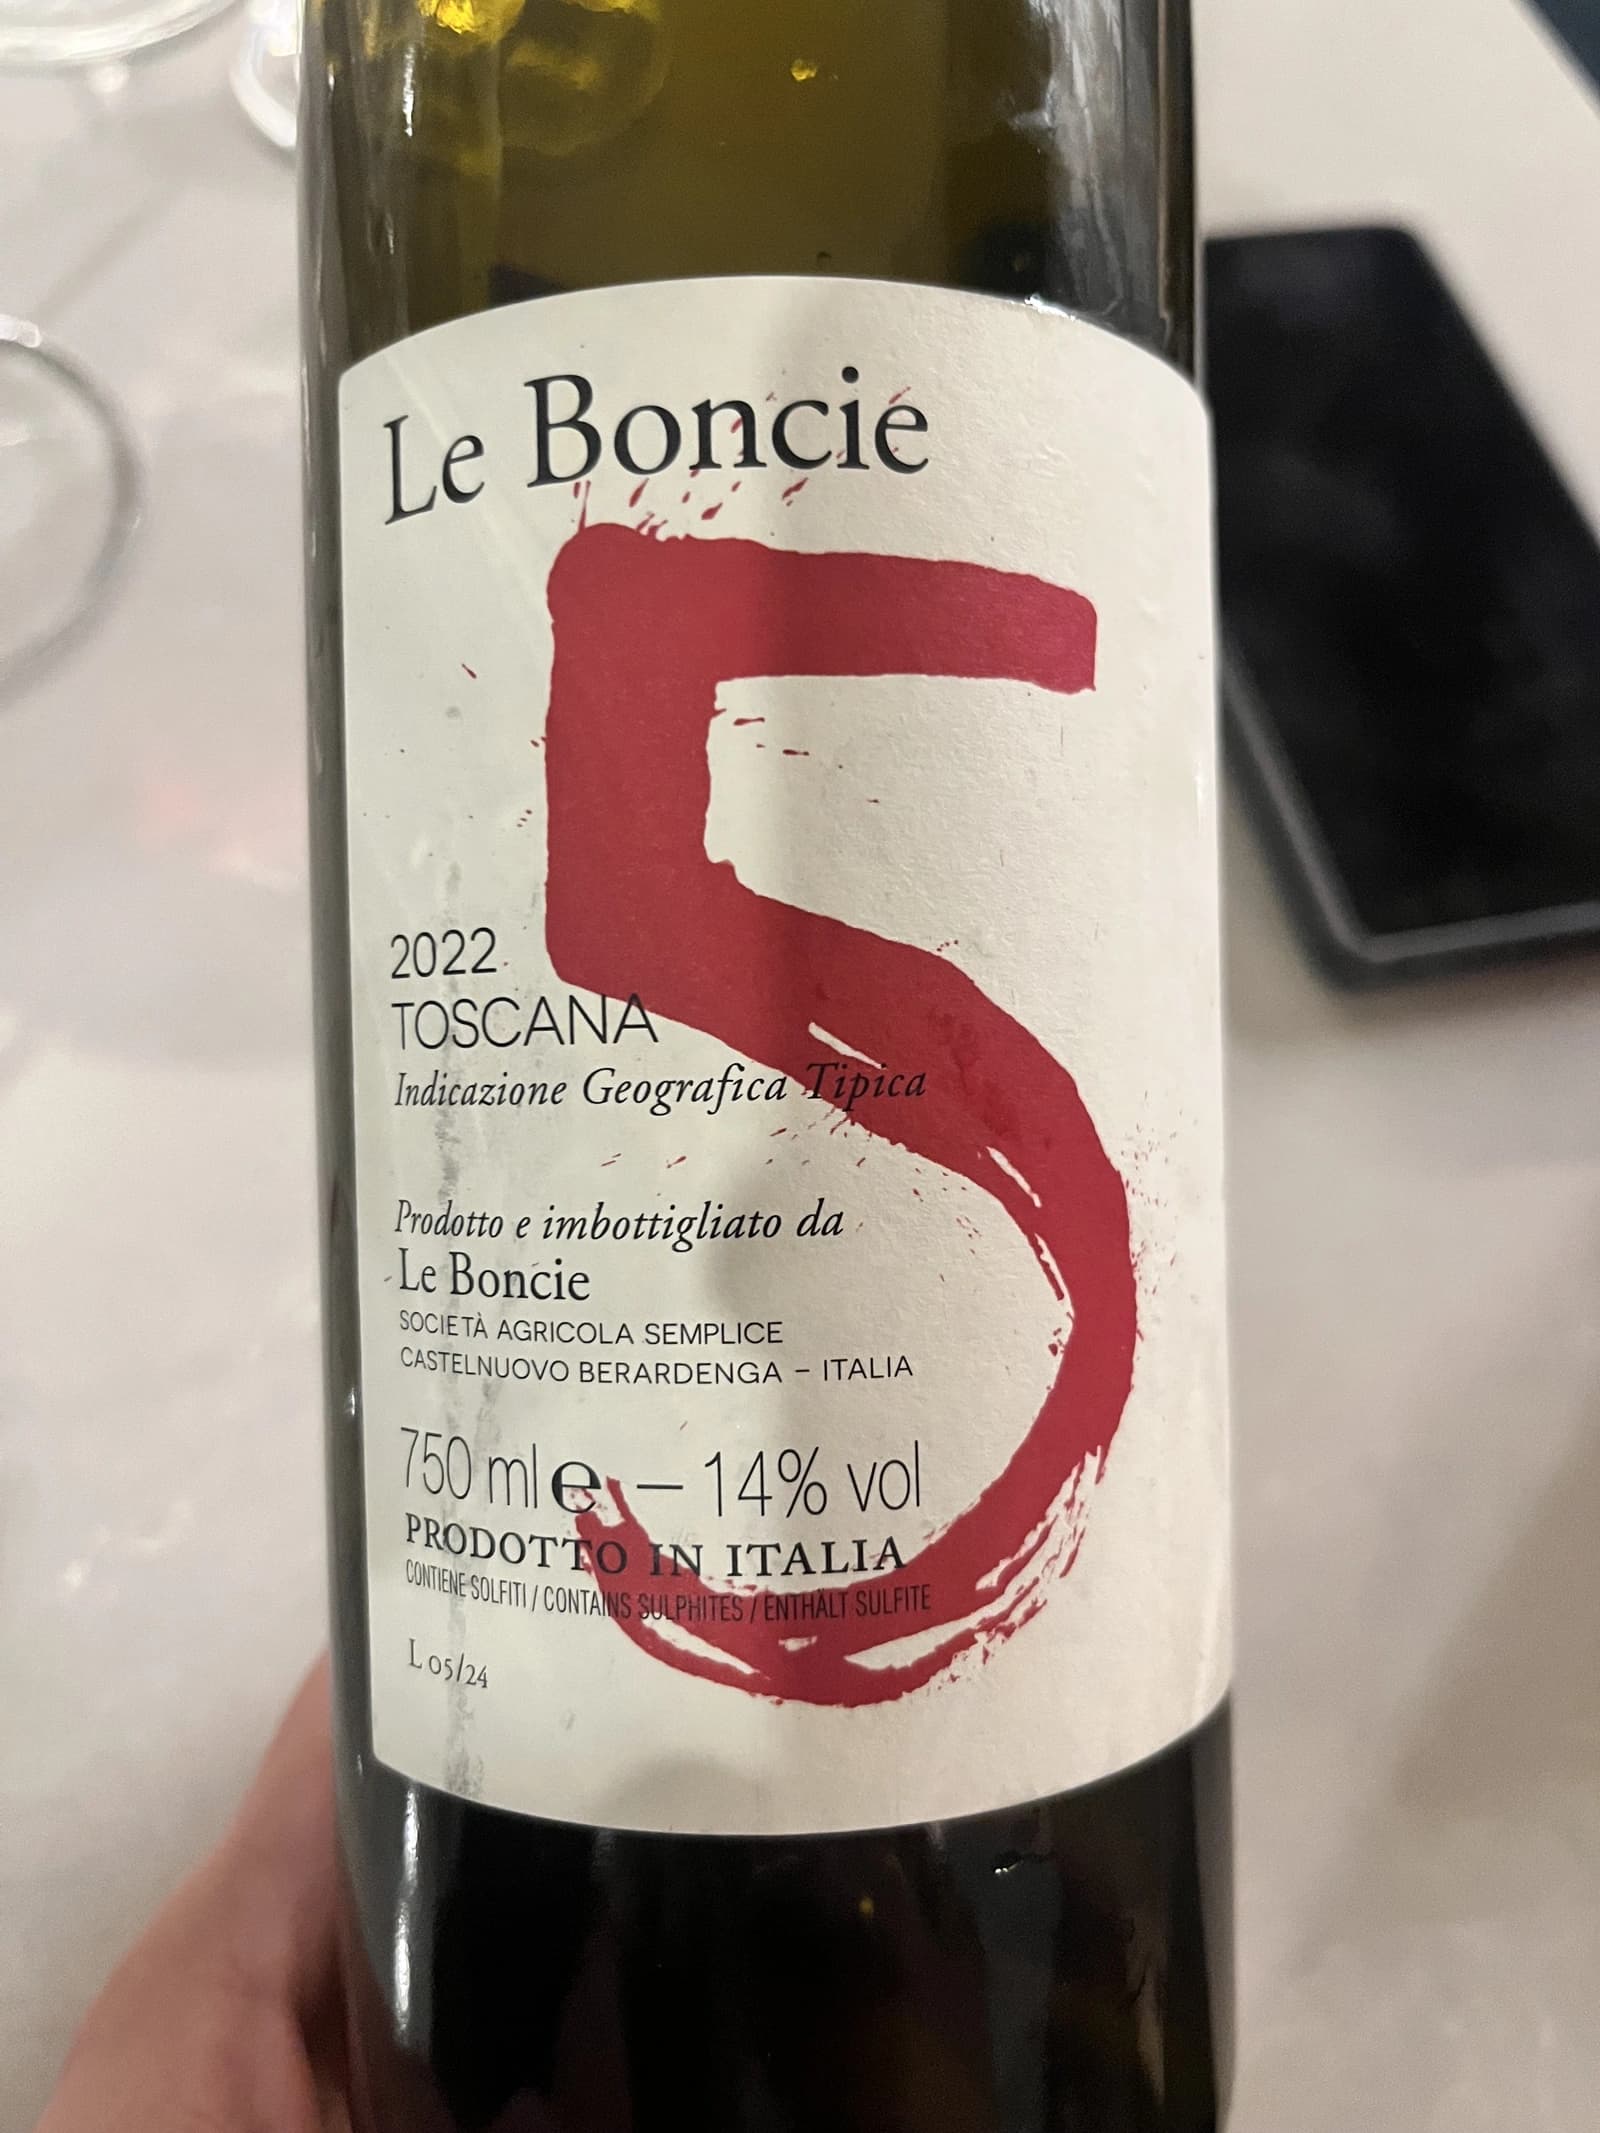 Le Boncie
5
2022
TOSCANA
Indicazione Geografica Tipica
Prodotto e imbottigliato da
Le Boncie
SOCIETÀ AGRICOLA SEMPLICE
CASTELNUOVO BERARDENGA – ITALIA
750 ml e – 14% vol
PRODOTTO IN ITALIA
CONTIENE SOLFITI / CONTAINS SULPHITES / ENTHÄLT SULFITE
L 05/24